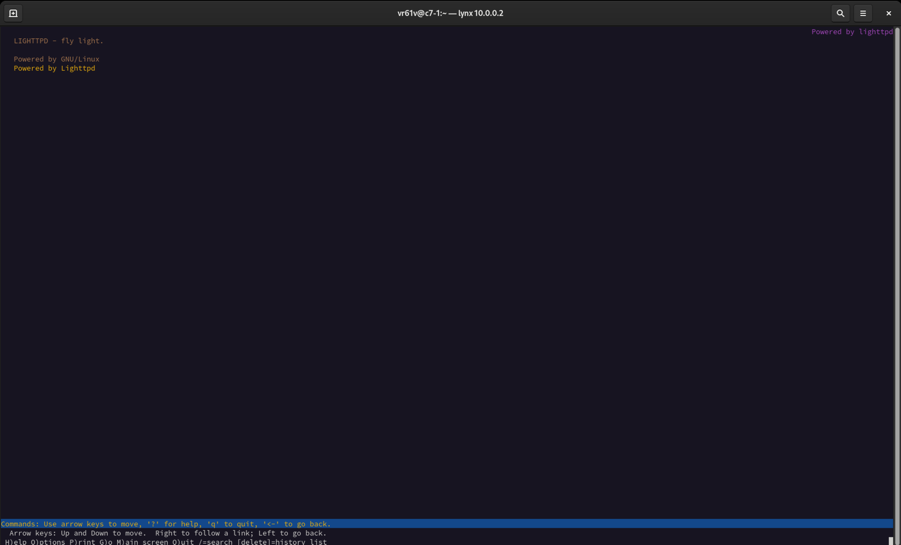 vr61v@c7-1:~ — lynx 10.0.0.2
Powered by lighttpd
LIGHTTPD - fly light.
Powered by GNU/Linux
Powered by Lighttpd
Commands: Use arrow keys to move, '?' for help, 'q' to quit, '<-' to go back.
Arrow keys: Up and Down to move.  Right to follow a link; Left to go back.
H)elp O)ptions P)rint G)o M)ain screen Q)uit /=search [delete]=history list